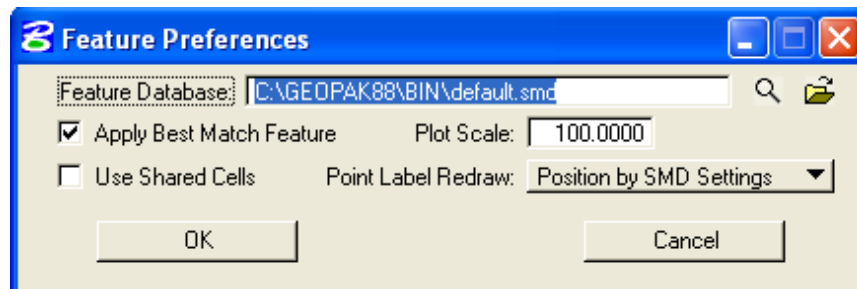 Feature Preferences
Feature Database: C:\GEOPAK88\BIN\default.smd
Apply Best Match Feature Plot Scale: 100.0000
Use Shared Cells Point Label Redraw: Position by SMD Settings
OK Cancel